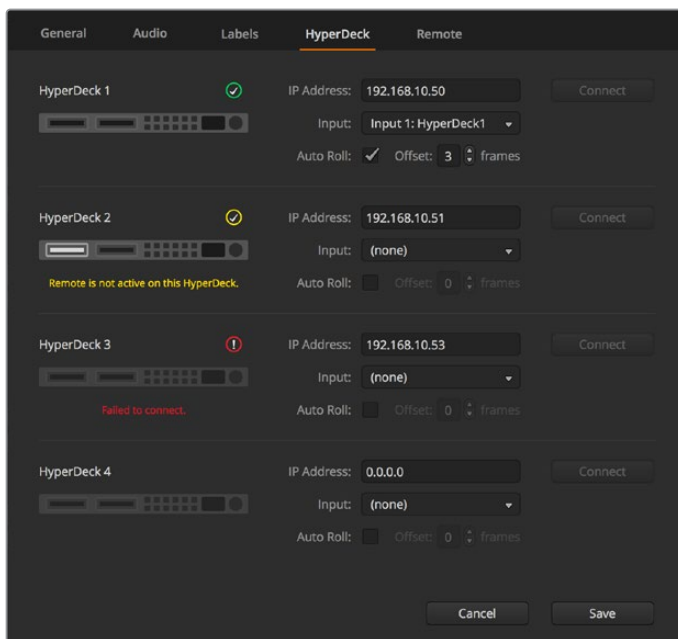 General Audio Labels HyperDeck Remote
HyperDeck 1 IP Address: 192.168.10.50 Connect
Input: Input 1: HyperDeck1
Auto Roll: Offset: 3 frames
HyperDeck 2 IP Address: 192.168.10.51 Connect
Input: (none)
Remote is not active on this HyperDeck. Auto Roll: Offset: 0 frames
HyperDeck 3 IP Address: 192.168.10.53 Connect
Input: (none)
Failed to connect. Auto Roll: Offset: 0 frames
HyperDeck 4 IP Address: 0.0.0.0 Connect
Input: (none)
Auto Roll: Offset: 0 frames
Cancel Save